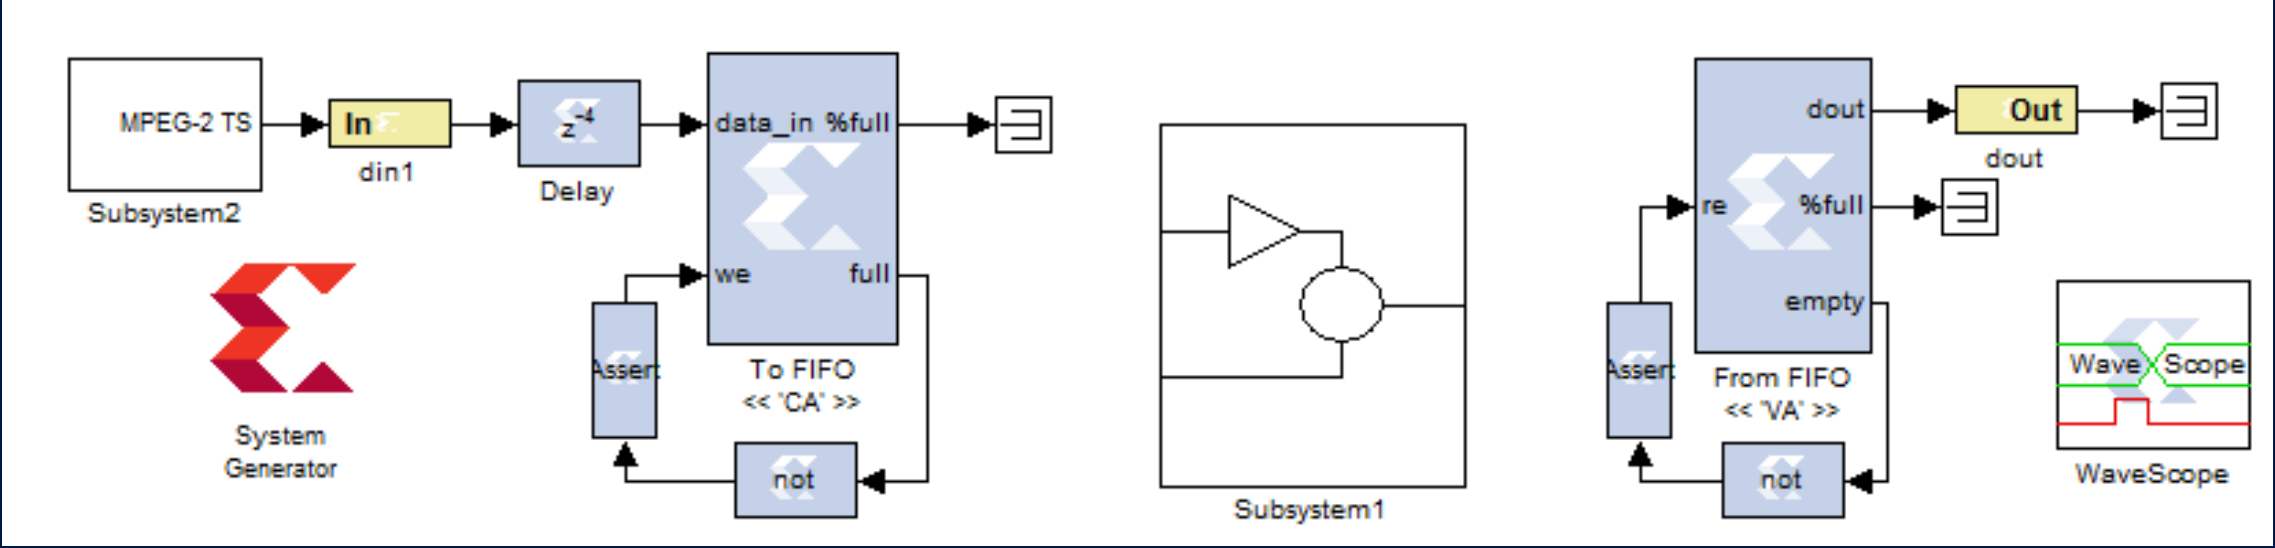 MPEG-2 TS
Subsystem2
In
din1
z⁻⁴
Delay
data_in %full
we full
To FIFO
<< 'CA' >>
Assert
not
System
Generator
Subsystem1
dout
re %full
empty
From FIFO
<< 'VA' >>
Assert
not
Out
dout
Wave Scope
WaveScope